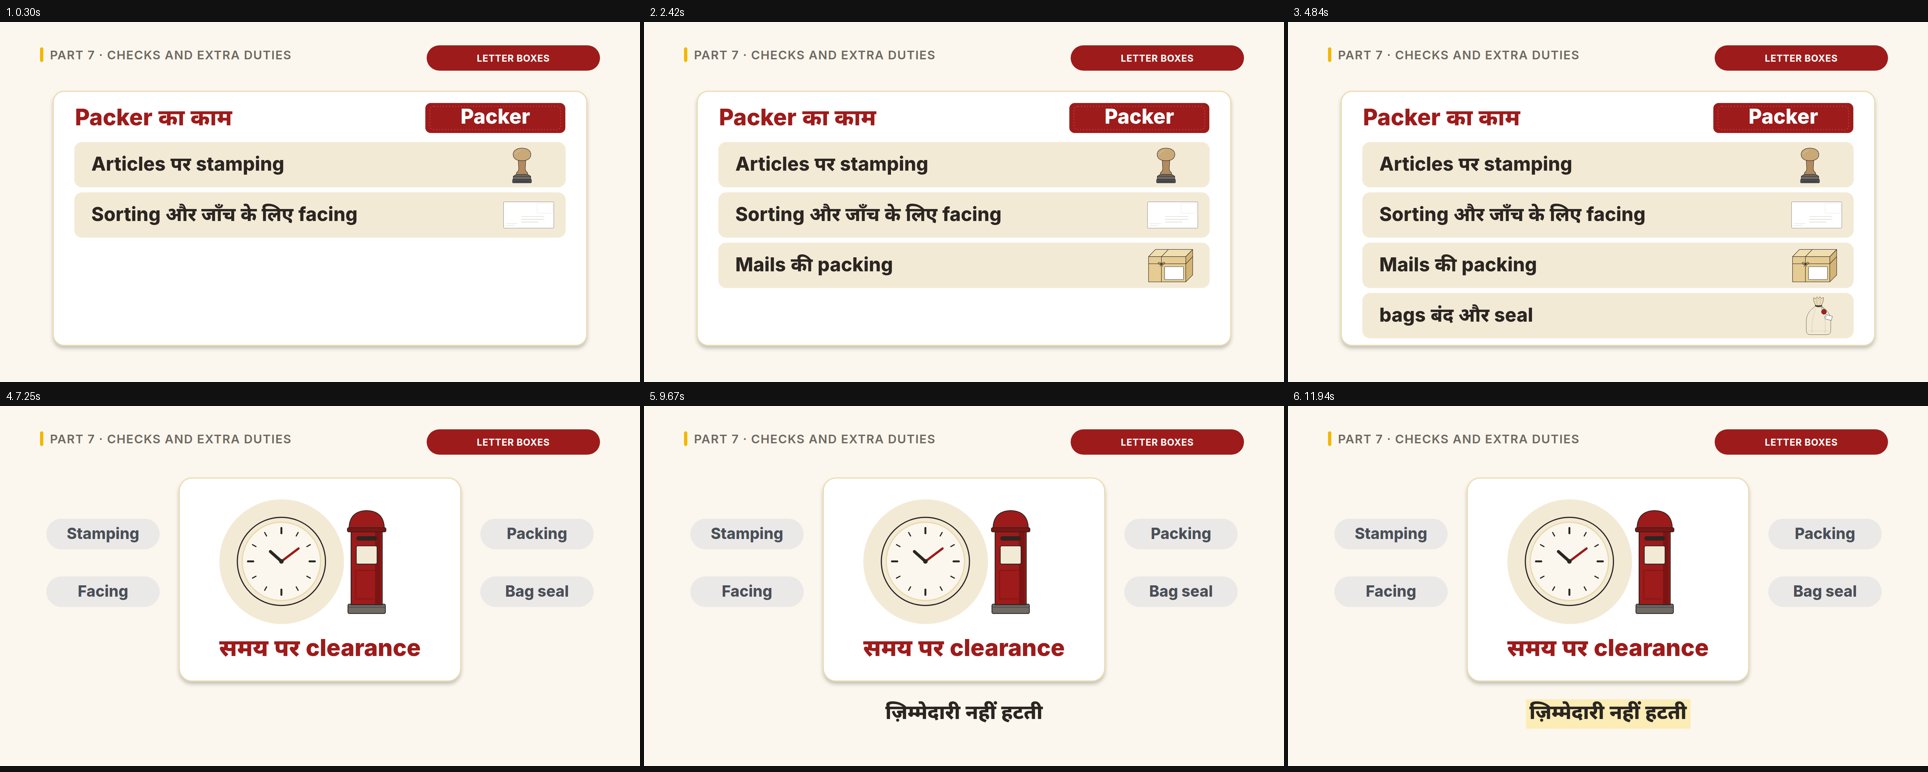 1. 0.30s
PART 7 · CHECKS AND EXTRA DUTIES
LETTER BOXES
Packer का काम
Packer
Articles पर stamping
Sorting और जाँच के लिए facing
2. 2.42s
PART 7 · CHECKS AND EXTRA DUTIES
LETTER BOXES
Packer का काम
Packer
Articles पर stamping
Sorting और जाँच के लिए facing
Mails की packing
3. 4.84s
PART 7 · CHECKS AND EXTRA DUTIES
LETTER BOXES
Packer का काम
Packer
Articles पर stamping
Sorting और जाँच के लिए facing
Mails की packing
bags बंद और seal
4. 7.25s
PART 7 · CHECKS AND EXTRA DUTIES
LETTER BOXES
Stamping
Packing
Facing
Bag seal
समय पर clearance
5. 9.67s
PART 7 · CHECKS AND EXTRA DUTIES
LETTER BOXES
Stamping
Packing
Facing
Bag seal
समय पर clearance
ज़िम्मेदारी नहीं हटती
6. 11.94s
PART 7 · CHECKS AND EXTRA DUTIES
LETTER BOXES
Stamping
Packing
Facing
Bag seal
समय पर clearance
ज़िम्मेदारी नहीं हटती